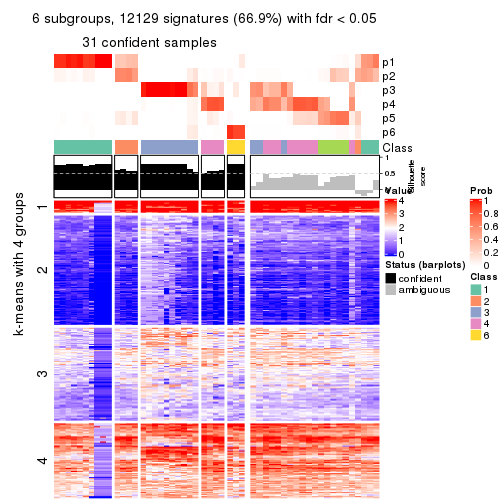 6 subgroups, 12129 signatures (66.9%) with fdr < 0.05
31 confident samples
p1
p2
p3
p4
p5
p6
Class
1
0.5
0
Silhouette
score
k-means with 4 groups
1
2
3
4
Value
4
3
2
1
0
Status (barplots)
confident
ambiguous
Prob
1
0.8
0.6
0.4
0.2
0
Class
1
2
3
4
5
6